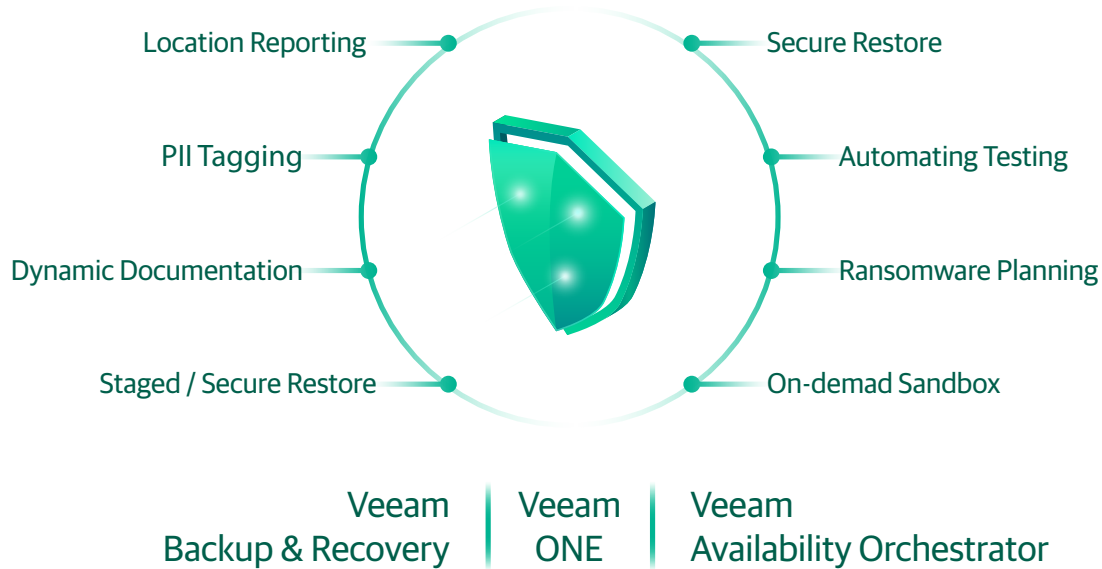 Location Reporting
PII Tagging
Dynamic Documentation
Staged / Secure Restore
Secure Restore
Automating Testing
Ransomware Planning
On-demad Sandbox
Veeam
Backup & Recovery
Veeam
ONE
Veeam
Availability Orchestrator